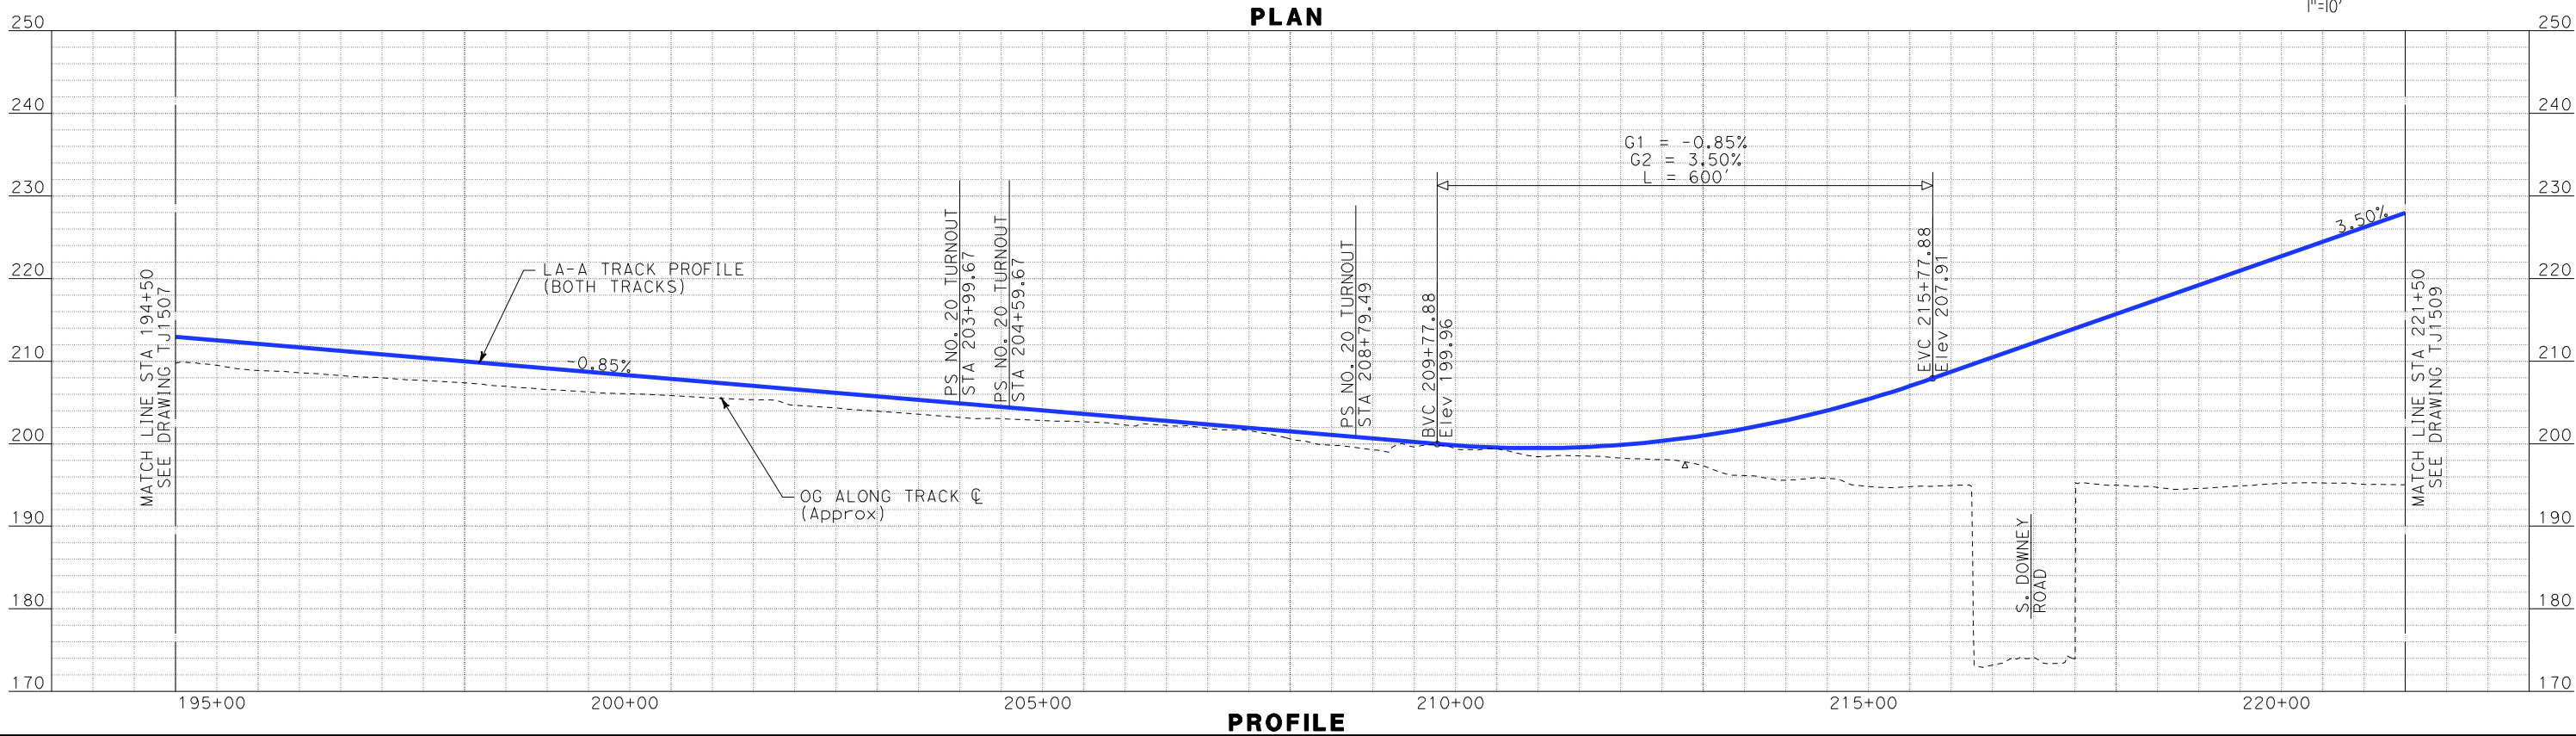 PLAN
1"=10'
250
250
240
240
G1 = -0.85%
G2 = 3.50%
L = 600'
230
230
3.50%
220
220
LA-A TRACK PROFILE
(BOTH TRACKS)
MATCH LINE STA 194+50
SEE DRAWING TJ1507
PS NO. 20 TURNOUT
STA 203+99.67
PS NO. 20 TURNOUT
STA 204+59.67
PS NO. 20 TURNOUT
STA 208+79.49
BVC 209+77.88
Elev 199.96
EVC 215+77.88
Elev 207.91
MATCH LINE STA 221+50
SEE DRAWING TJ1509
210
210
-0.85%
200
200
OG ALONG TRACK ℄
(Approx)
190
190
S. DOWNEY
ROAD
180
180
170
170
195+00
200+00
205+00
210+00
215+00
220+00
PROFILE